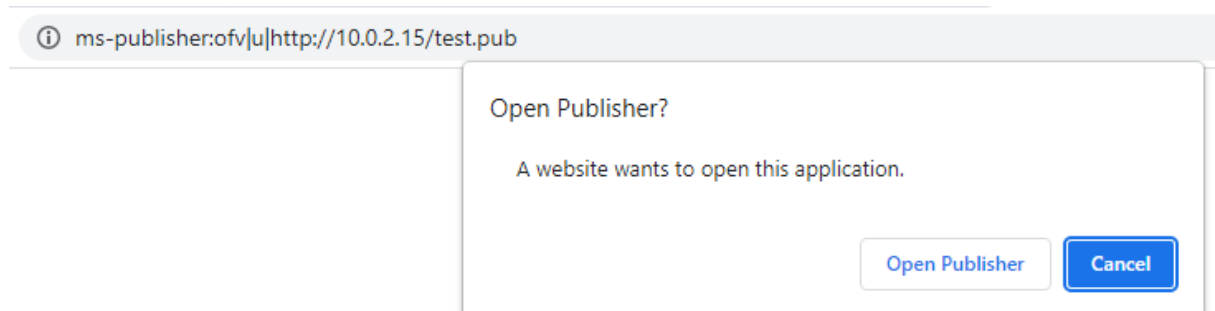 ms-publisher:ofv|u|http://10.0.2.15/test.pub
Open Publisher?
A website wants to open this application.
Open Publisher
Cancel